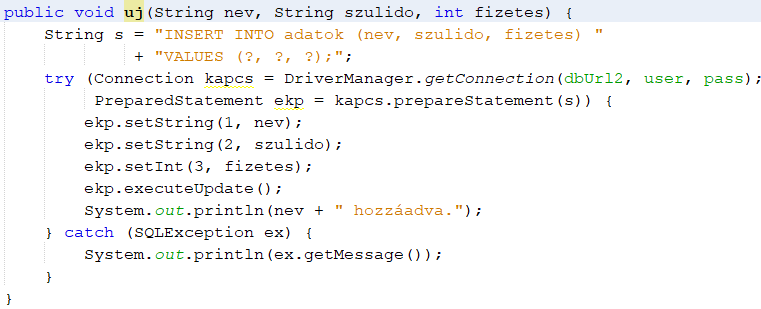 public void uj(String nev, String szulido, int fizetes) {
    String s = "INSERT INTO adatok (nev, szulido, fizetes) "
             + "VALUES (?, ?, ?);";
    try (Connection kapcs = DriverManager.getConnection(dbUrl2, user, pass);
         PreparedStatement ekp = kapcs.prepareStatement(s)) {
        ekp.setString(1, nev);
        ekp.setString(2, szulido);
        ekp.setInt(3, fizetes);
        ekp.executeUpdate();
        System.out.println(nev + " hozzáadva.");
    } catch (SQLException ex) {
        System.out.println(ex.getMessage());
    }
}